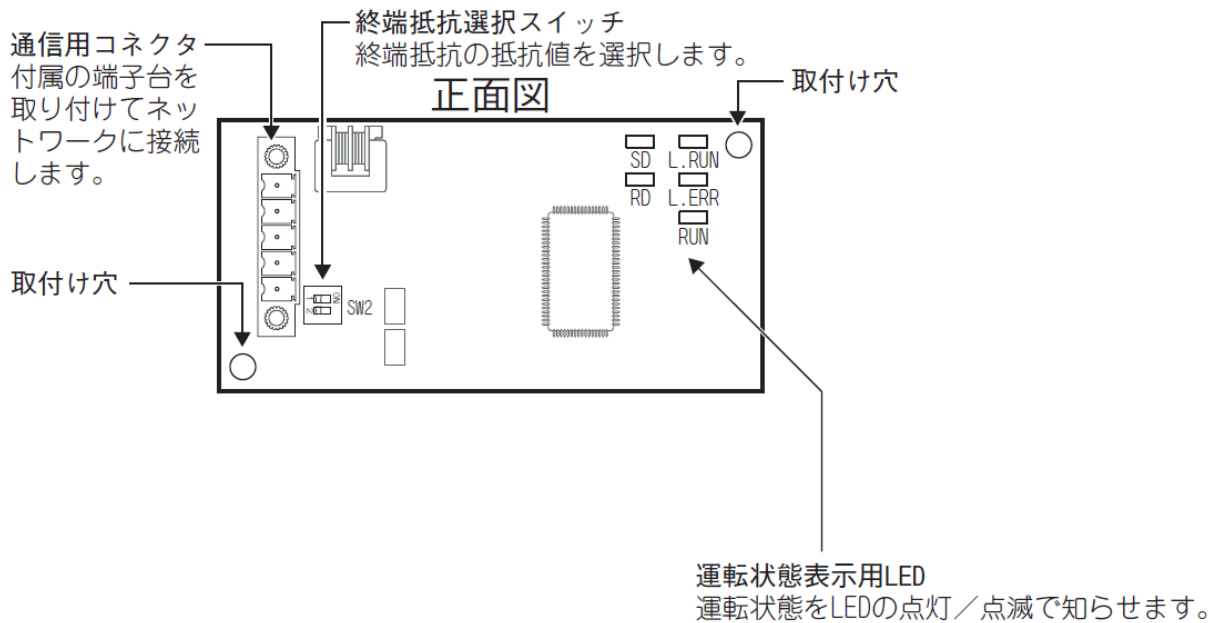 終端抵抗選択スイッチ
終端抵抗の抵抗値を選択します。
通信用コネクタ
付属の端子台を
取り付けてネッ
トワークに接続
します。
正面図
取付け穴
SD L.RUN
RD L.ERR
RUN
取付け穴
ON
1
2
SW2
運転状態表示用LED
運転状態をLEDの点灯／点滅で知らせます。